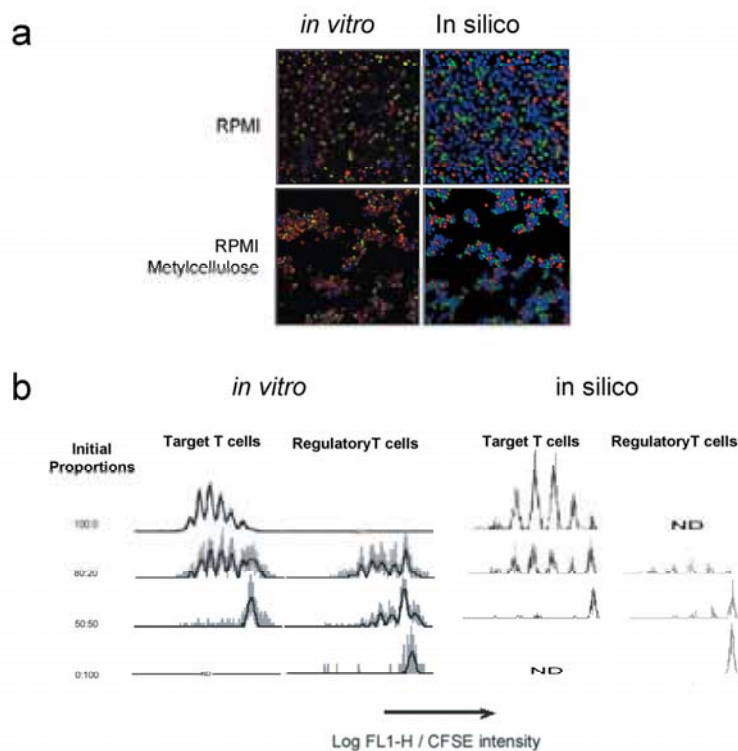 a
in vitro In silico
RPMI
RPMI
Metylcellulose
b
in vitro in silico
Initial
Proportions
Target T cells RegulatoryT cells Target T cells RegulatoryT cells
100:0 ND
80:20
50:50
0:100 ND ND
Log FL1-H / CFSE intensity